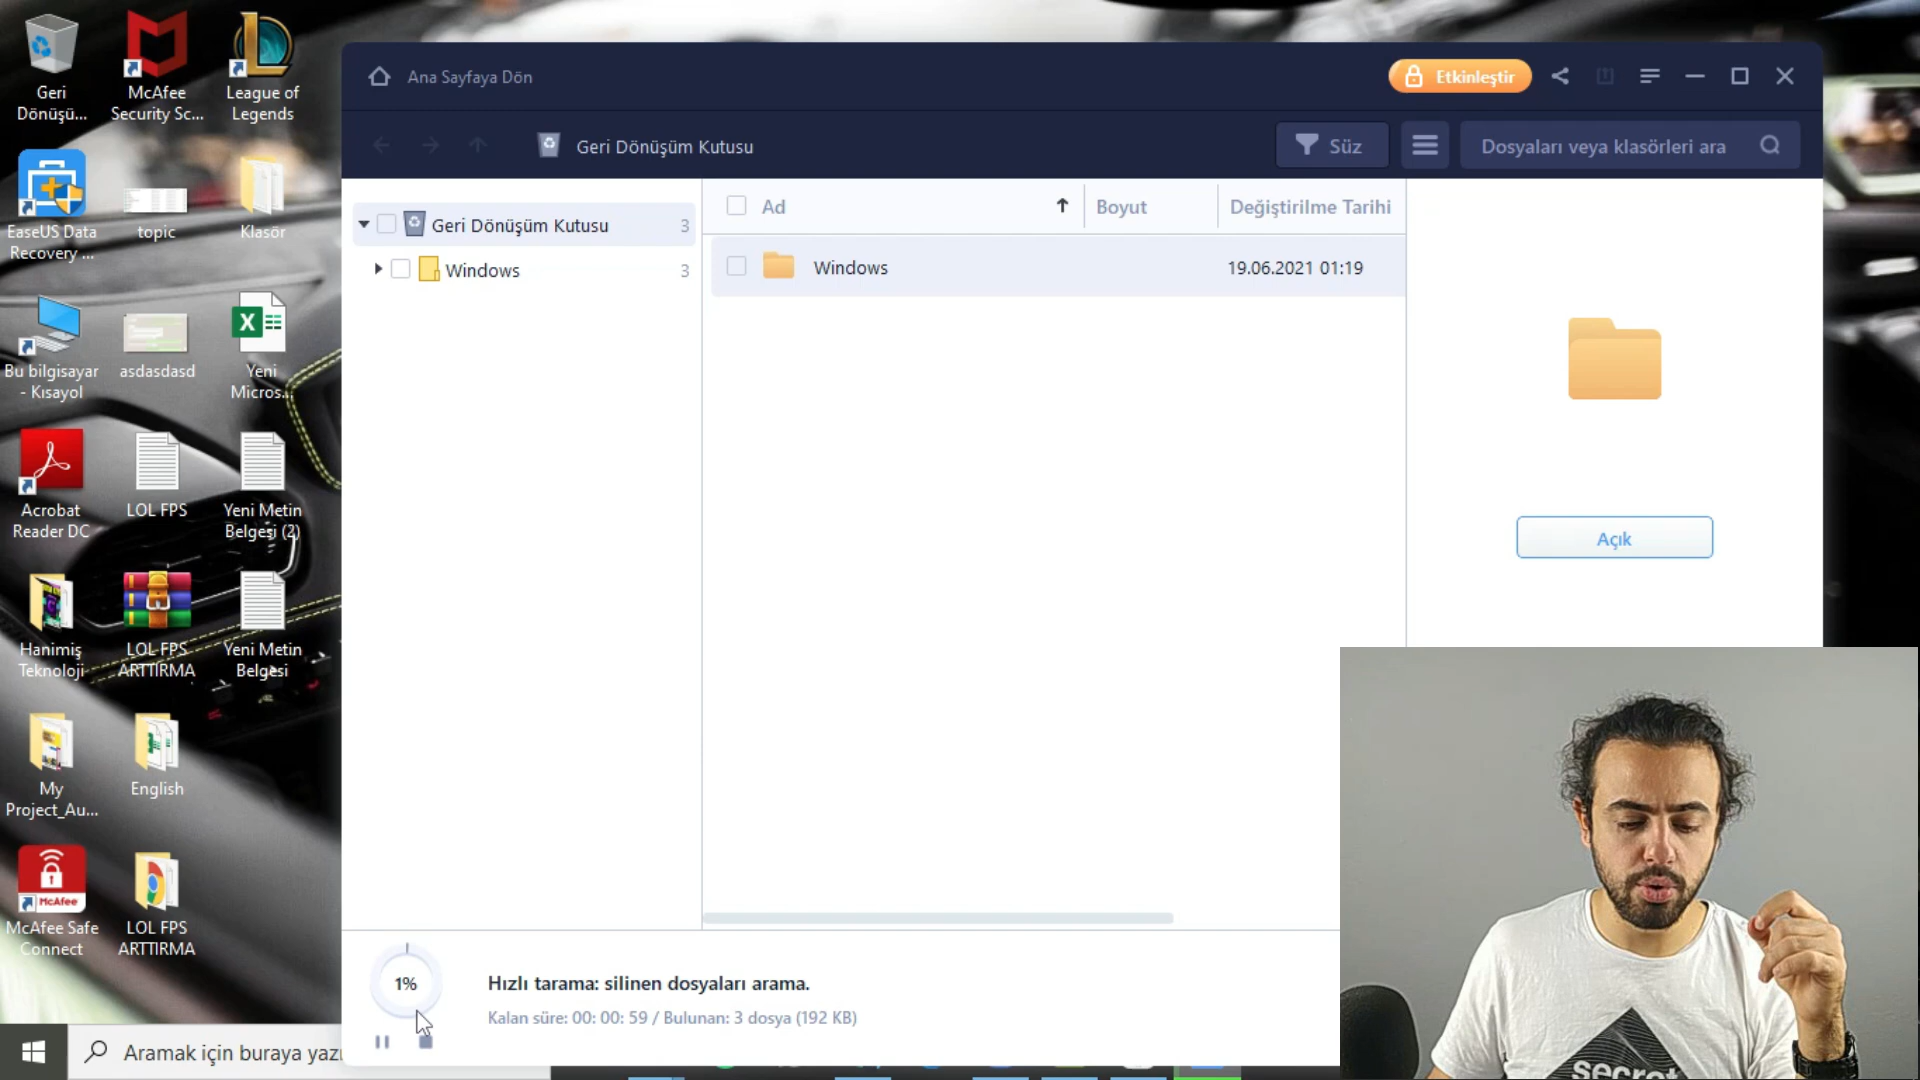 Geri
Dönüşü...
McAfee
Security Sc...
League of
Legends
EaseUS Data
Recovery ...
topic
Klasör
Bu bilgisayar
- Kısayol
asdasdasd
Yeni
Micros...
Acrobat
Reader DC
LOL FPS
Yeni Metin
Belgesi (2)
Hanimiş
Teknoloji
LOL FPS
ARTTIRMA
Yeni Metin
Belgesi
My
Project_Au...
English
McAfee
McAfee Safe
Connect
LOL FPS
ARTTIRMA
Aramak için buraya yazı
Ana Sayfaya Dön
Etkinleştir
Geri Dönüşüm Kutusu
Süz
Dosyaları veya klasörleri ara
Geri Dönüşüm Kutusu 3
Windows 3
Ad Boyut Değiştirilme Tarihi
Windows 19.06.2021 01:19
Açık
1%
Hızlı tarama: silinen dosyaları arama.
Kalan süre: 00: 00: 59 / Bulunan: 3 dosya (192 KB)
secret